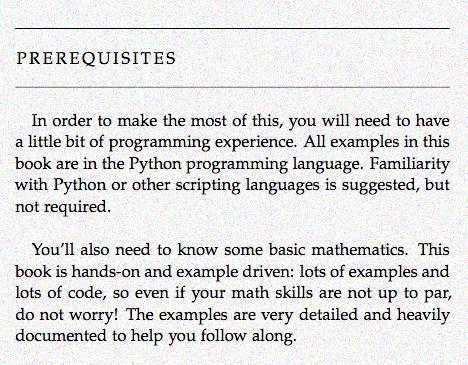 PREREQUISITES
In order to make the most of this, you will need to have
a little bit of programming experience. All examples in this
book are in the Python programming language. Familiarity
with Python or other scripting languages is suggested, but
not required.
You'll also need to know some basic mathematics. This
book is hands-on and example driven: lots of examples and
lots of code, so even if your math skills are not up to par,
do not worry! The examples are very detailed and heavily
documented to help you follow along.